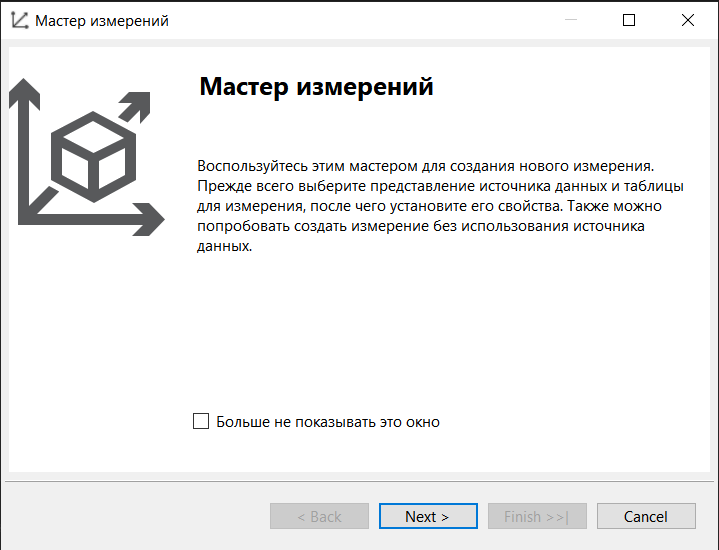 Мастер измерений
Мастер измерений
Воспользуйтесь этим мастером для создания нового измерения.
Прежде всего выберите представление источника данных и таблицы
для измерения, после чего установите его свойства. Также можно
попробовать создать измерение без использования источника
данных.
Больше не показывать это окно
< Back
Next >
Finish >>|
Cancel